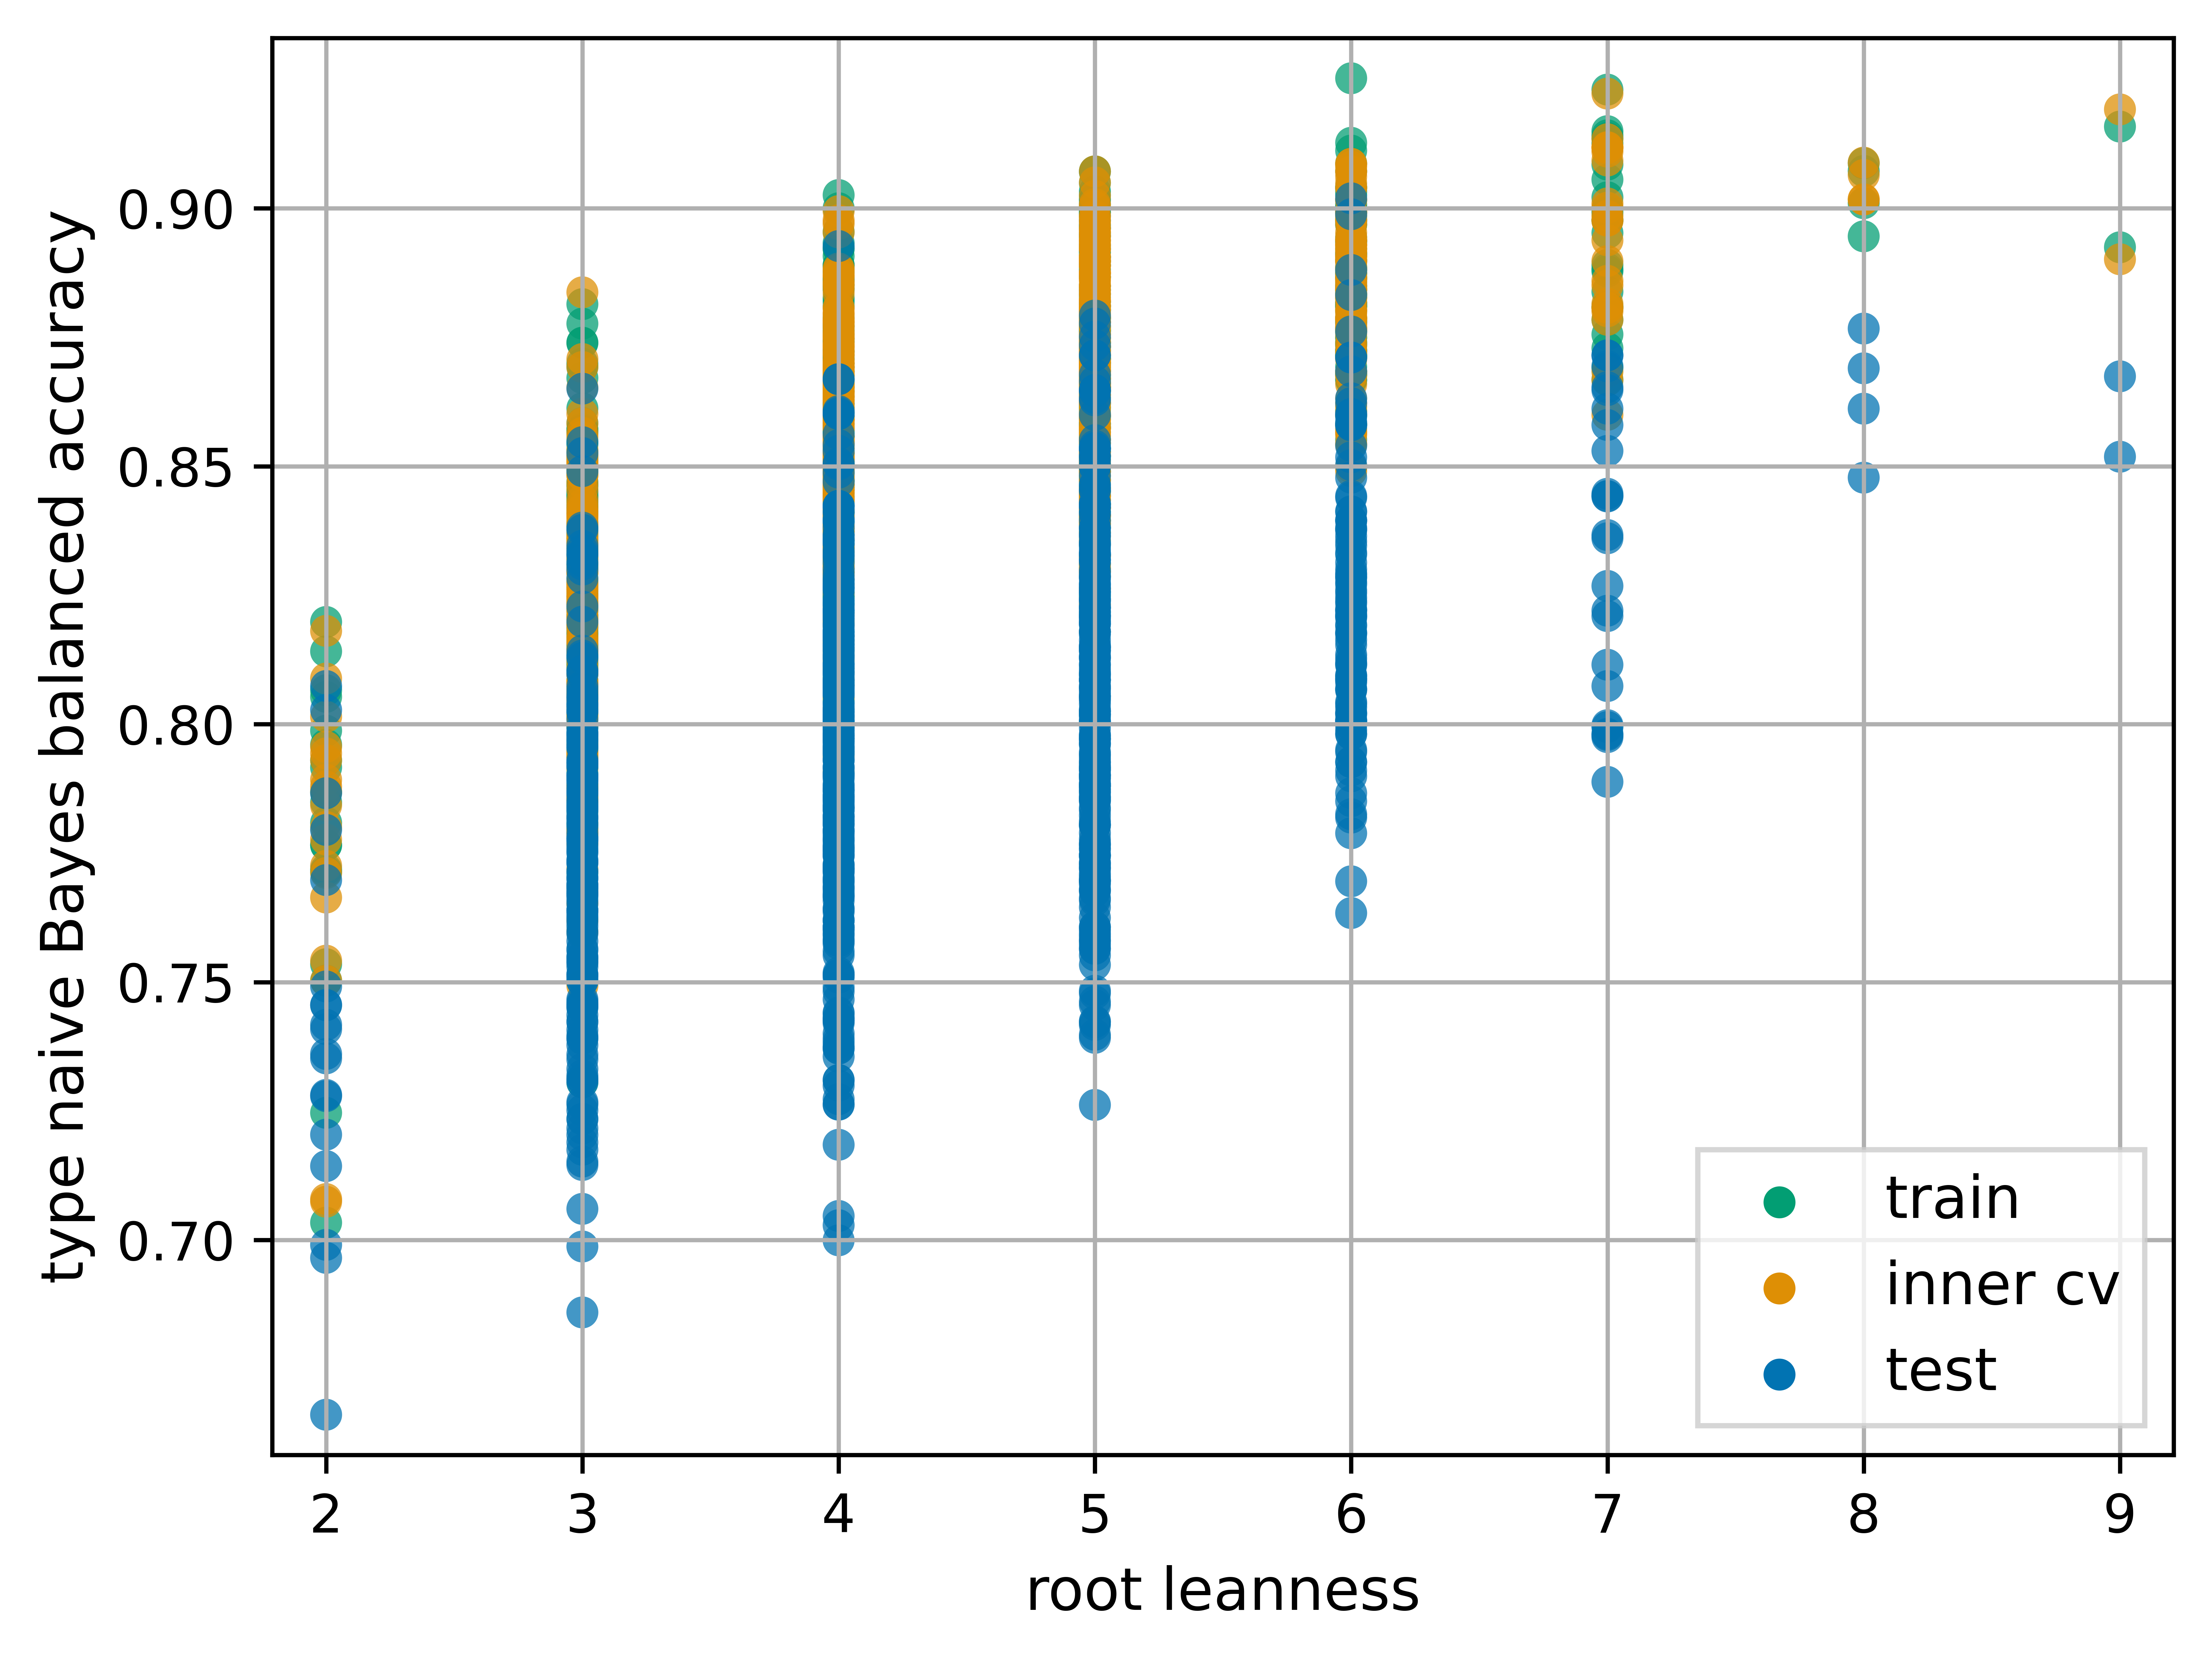 type naive Bayes balanced accuracy
0.90
0.85
0.80
0.75
0.70
2 3 4 5 6 7 8 9
root leanness
train
inner cv
test